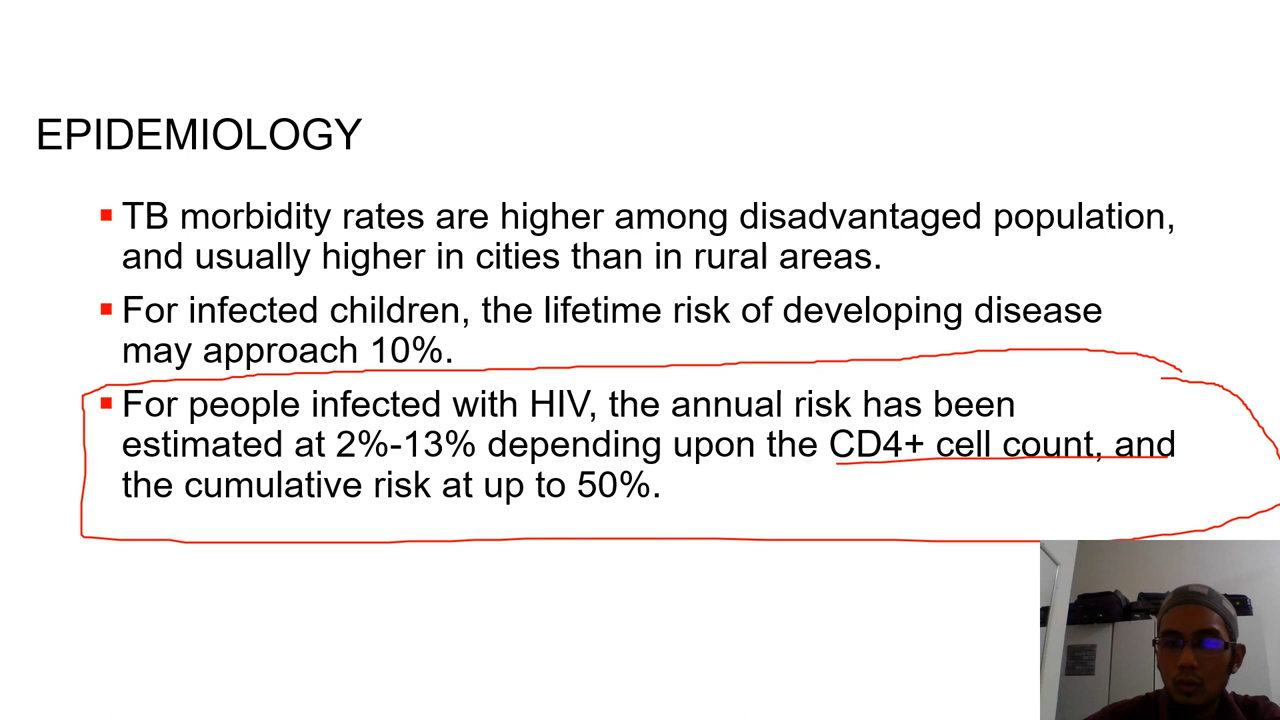 EPIDEMIOLOGY
TB morbidity rates are higher among disadvantaged population,
and usually higher in cities than in rural areas.
For infected children, the lifetime risk of developing disease
may approach 10%.
For people infected with HIV, the annual risk has been
estimated at 2%-13% depending upon the CD4+ cell count, and
the cumulative risk at up to 50%.